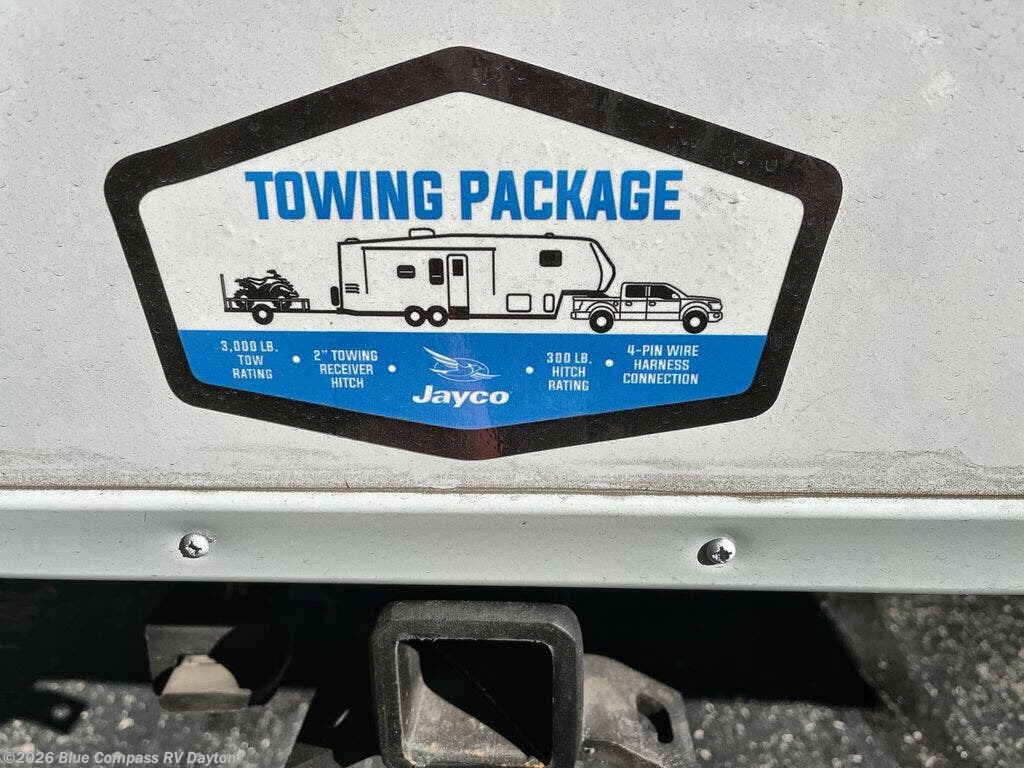 TOWING PACKAGE
3,000 LB.
TOW
RATING
•
2" TOWING
RECEIVER
HITCH
•
Jayco
•
300 LB.
HITCH
RATING
•
4-PIN WIRE
HARNESS
CONNECTION
©2026 Blue Compass RV Dayton